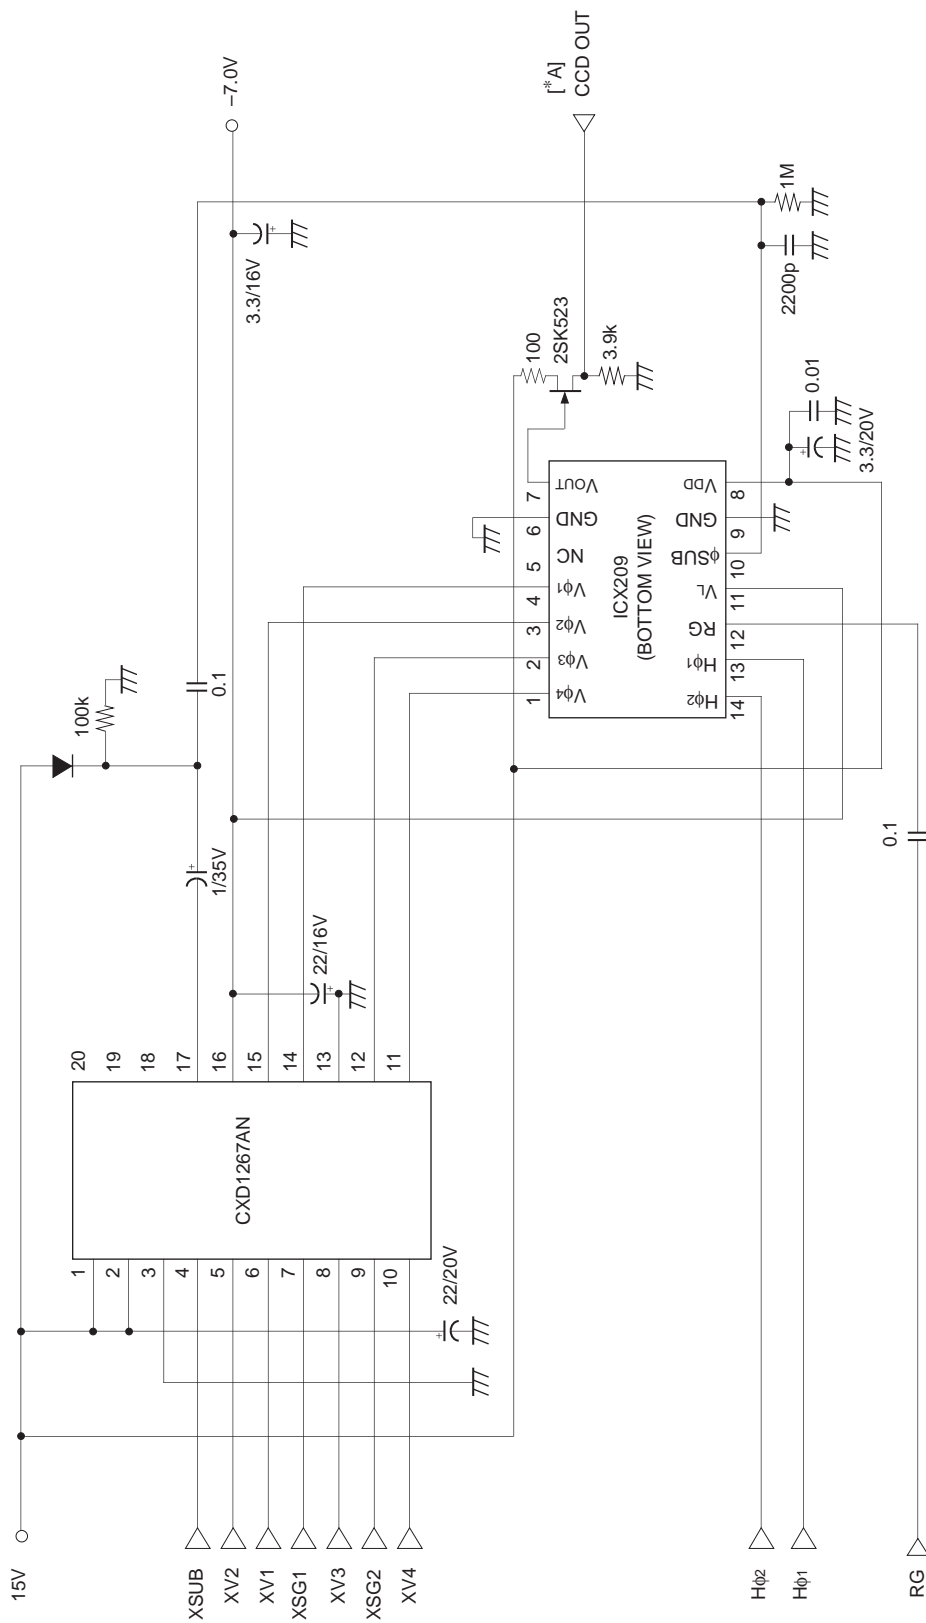 15V
XSUB
XV2
XV1
XSG1
XV3
XSG2
XV4
Hϕ2
Hϕ1
RG
22/20V
1
2
3
4
5
6
7
8
9
10
CXD1267AN
20
19
18
17
16
15
14
13
12
11
22/16V
1/35V
100k
0.1
0.1
–7.0V
3.3/16V
1
2
3
4
5
6
7
Vϕ4
Vϕ3
Vϕ2
Vϕ1
NC
GND
VOUT
ICX209
(BOTTOM VIEW)
Hϕ2
Hϕ1
RG
VL
ϕSUB
GND
VDD
14
13
12
11
10
9
8
100
2SK523
3.9k
[*A]
CCD OUT
3.3/20V
0.01
2200p
1M